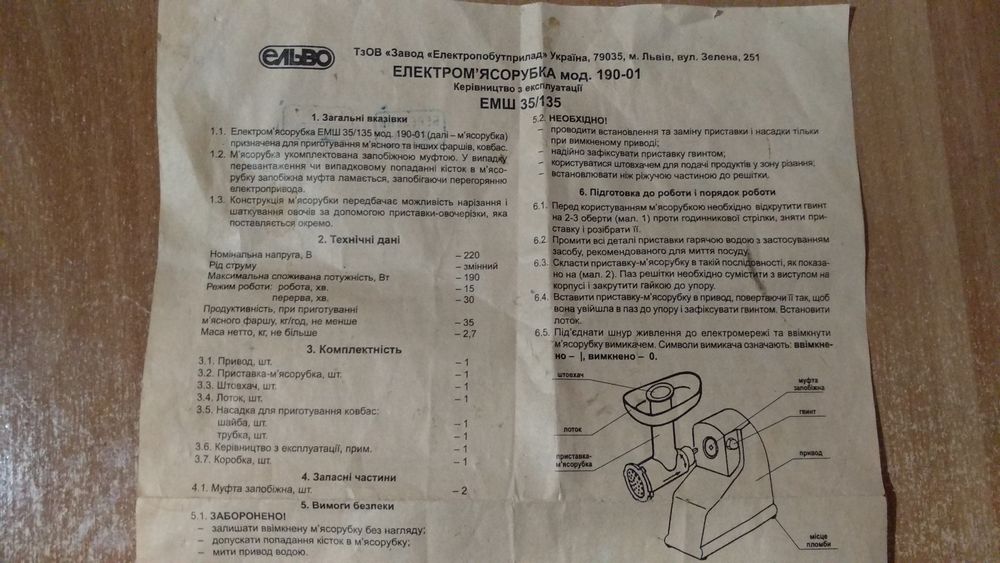 ЕЛЬВО
ТзОВ «Завод «Електропобутприлад» Україна, 79035, м. Львів, вул. Зелена, 251
ЕЛЕКТРОМ'ЯСОРУБКА мод. 190-01
Керівництво з експлуатації
ЕМШ 35/135
1. Загальні вказівки
1.1. Електром'ясорубка ЕМШ 35/135 мод. 190-01 (далі – м'ясорубка)
призначена для приготування м'ясного та інших фаршів, ковбас.
1.2. М'ясорубка укомплектована запобіжною муфтою. У випадку
перевантаження чи випадковому попаданні кісток в м'ясо-
рубку запобіжна муфта ламається, запобігаючи перегорянню
електропривода.
1.3. Конструкція м'ясорубки передбачає можливість нарізання і
шаткування овочів за допомогою приставки-овочерізки, яка
поставляється окремо.
2. Технічні дані
Номінальна напруга, В – 220
Рід струму – змінний
Максимальна споживана потужність, Вт – 190
Режим роботи: робота, хв. – 15
перерва, хв. – 30
Продуктивність, при приготуванні
м'ясного фаршу, кг/год, не менше – 35
Маса нетто, кг, не більше – 2,7
3. Комплектність
3.1. Привод, шт. – 1
3.2. Приставка-м'ясорубка, шт. – 1
3.3. Штовхач, шт. – 1
3.4. Лоток, шт. – 1
3.5. Насадка для приготування ковбас:
шайба, шт. – 1
трубка, шт. – 1
3.6. Керівництво з експлуатації, прим. – 1
3.7. Коробка, шт. – 1
4. Запасні частини
4.1. Муфта запобіжна, шт. – 2
5. Вимоги безпеки
5.1. ЗАБОРОНЕНО!
– залишати ввімкнену м'ясорубку без нагляду;
– допускати попадання кісток в м'ясорубку;
– мити привод водою.
5.2. НЕОБХІДНО!
– проводити встановлення та заміну приставки і насадки тільки
при вимкненому приводі;
– надійно зафіксувати приставку гвинтом;
– користуватися штовхачем для подачі продуктів у зону різання;
– встановлювати ніж ріжучою частиною до решітки.
6. Підготовка до роботи і порядок роботи
6.1. Перед користуванням м'ясорубкою необхідно відкрутити гвинт
на 2-3 оберти (мал. 1) проти годинникової стрілки, зняти при-
ставку і розібрати її.
6.2. Промити всі деталі приставки гарячою водою з застосуванням
засобу, рекомендованого для миття посуду.
6.3. Скласти приставку-м'ясорубку в такій послідовності, як показа-
но на (мал. 2). Паз решітки необхідно сумістити з виступом на
корпусі і закрутити гайкою до упору.
6.4. Вставити приставку-м'ясорубку в привод, повертаючи її так, щоб
вона увійшла в паз до упору і зафіксувати гвинтом. Встановити
лоток.
6.5. Під'єднати шнур живлення до електромережі та ввімкнути
м'ясорубку вимикачем. Символи вимикача означають: ввімкне-
но – |, вимкнено – 0.
штовхач
муфта
запобіжна
гвинт
лоток
привод
приставка-
м'ясорубка
місце
пломби